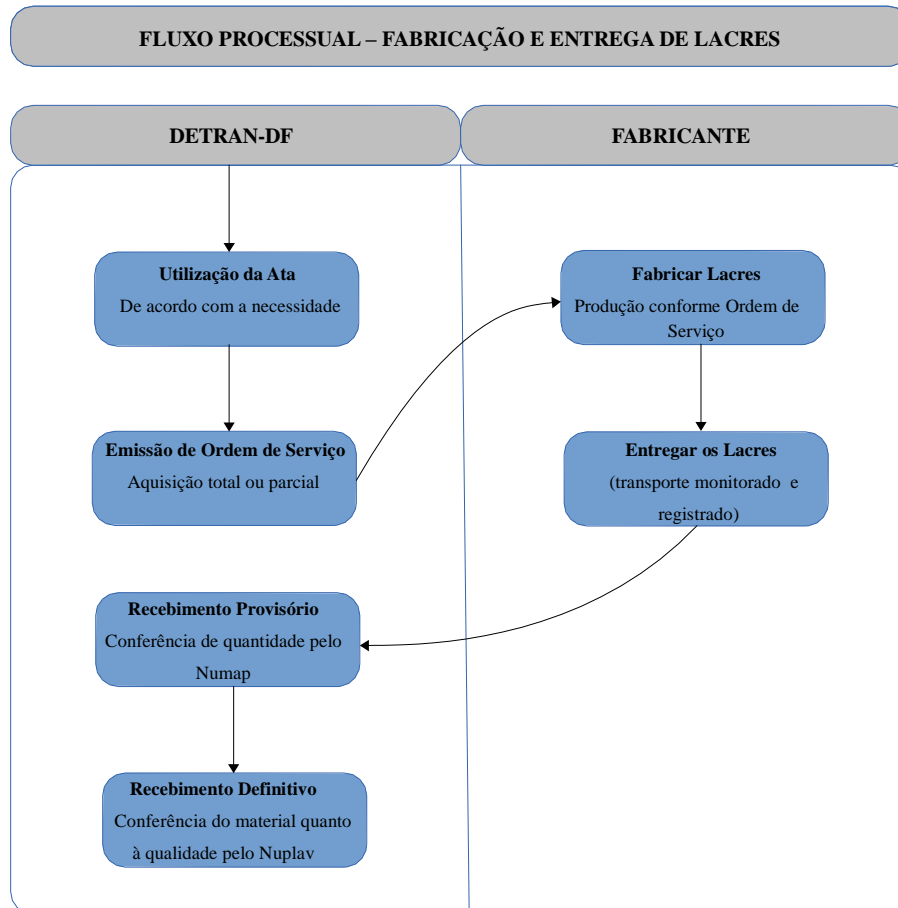 FLUXO PROCESSUAL – FABRICAÇÃO E ENTREGA DE LACRES
DETRAN-DF
FABRICANTE
Utilização da Ata
De acordo com a necessidade
Emissão de Ordem de Serviço
Aquisição total ou parcial
Fabricar Lacres
Produção conforme Ordem de
Serviço
Entregar os Lacres
(transporte monitorado e
registrado)
Recebimento Provisório
Conferência de quantidade pelo
Numap
Recebimento Definitivo
Conferência do material quanto
à qualidade pelo Nuplav